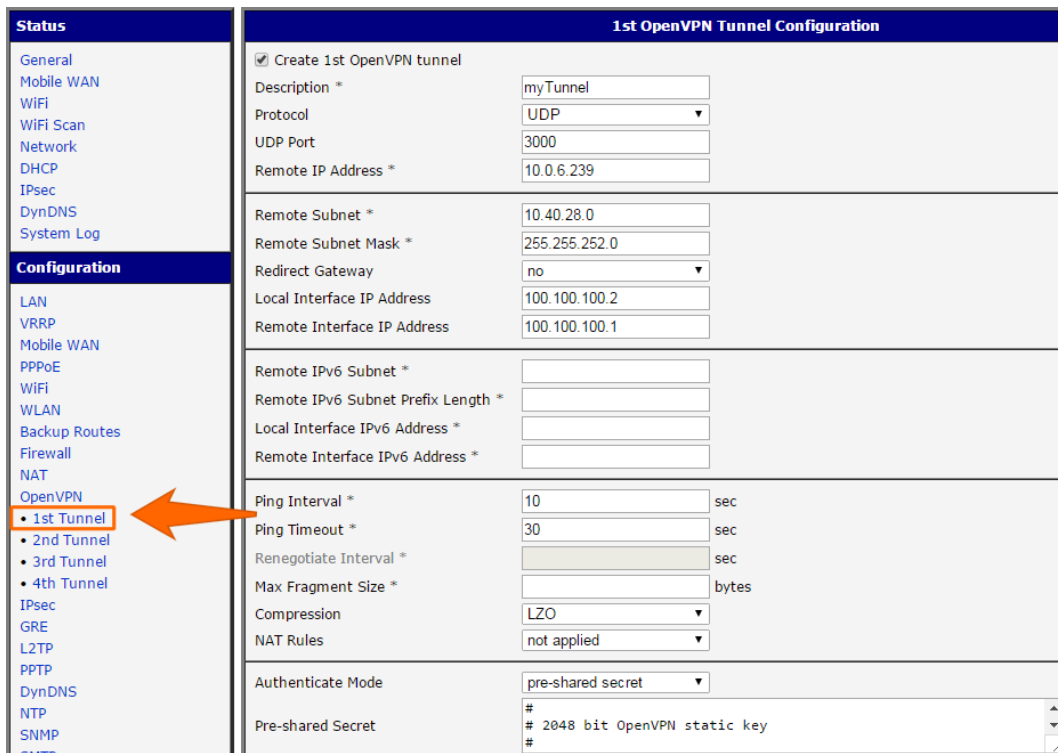 Status
General
Mobile WAN
WiFi
WiFi Scan
Network
DHCP
IPsec
DynDNS
System Log
Configuration
LAN
VRRP
Mobile WAN
PPPoE
WiFi
WLAN
Backup Routes
Firewall
NAT
OpenVPN
• 1st Tunnel
• 2nd Tunnel
• 3rd Tunnel
• 4th Tunnel
IPsec
GRE
L2TP
PPTP
DynDNS
NTP
SNMP
1st OpenVPN Tunnel Configuration
Create 1st OpenVPN tunnel
Description * myTunnel
Protocol UDP
UDP Port 3000
Remote IP Address * 10.0.6.239
Remote Subnet * 10.40.28.0
Remote Subnet Mask * 255.255.252.0
Redirect Gateway no
Local Interface IP Address 100.100.100.2
Remote Interface IP Address 100.100.100.1
Remote IPv6 Subnet *
Remote IPv6 Subnet Prefix Length *
Local Interface IPv6 Address *
Remote Interface IPv6 Address *
Ping Interval * 10 sec
Ping Timeout * 30 sec
Renegotiate Interval * sec
Max Fragment Size * bytes
Compression LZO
NAT Rules not applied
Authenticate Mode pre-shared secret
Pre-shared Secret
#
# 2048 bit OpenVPN static key
#